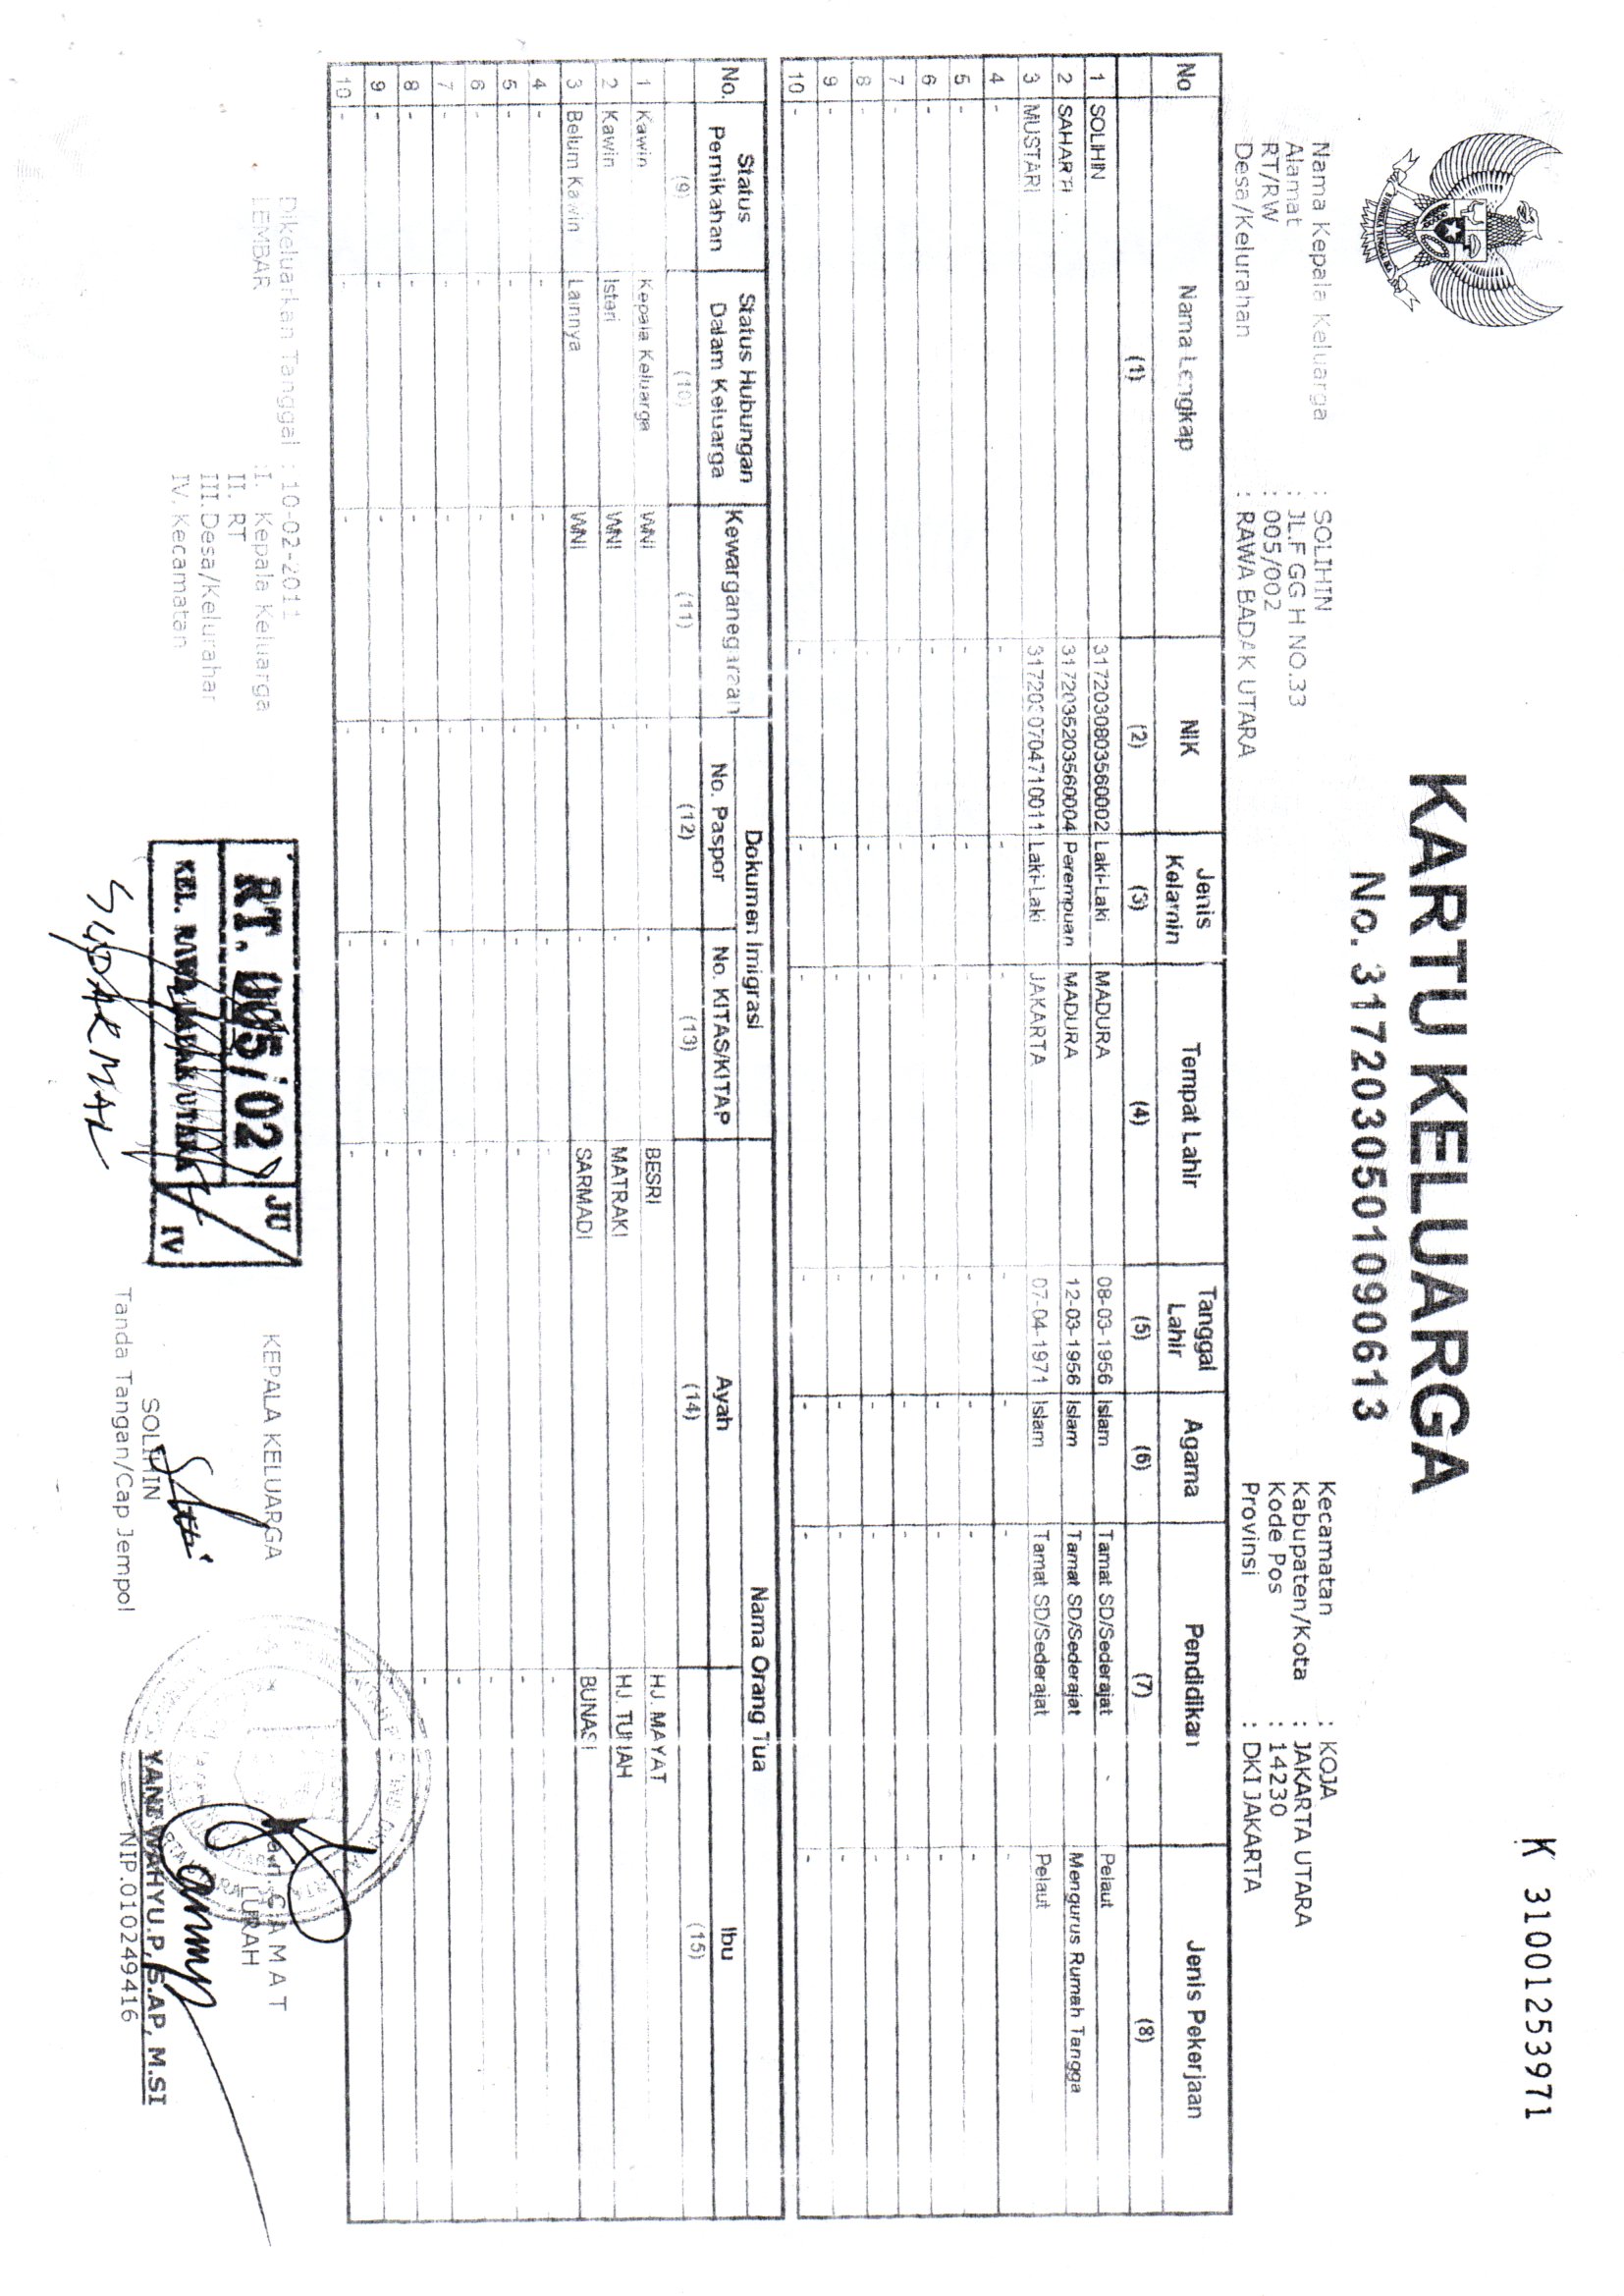 K 31001253971
BHINNEKA TUNGGAL IKA
KARTU KELUARGA
No. 3172030501090613
Nama Kepala Keluarga : SOLIHIN
Alamat : JL.F GG H NO.33
RT/RW : 005/002
Desa/Kelurahan : RAWA BADAK UTARA
Kecamatan : KOJA
Kabupaten/Kota : JAKARTA UTARA
Kode Pos : 14230
Provinsi : DKI JAKARTA
No Nama Lengkap NIK Jenis Kelamin Tempat Lahir Tanggal Lahir Agama Pendidikan Jenis Pekerjaan
(1) (2) (3) (4) (5) (6) (7) (8)
1 SOLIHIN 3172030803560002 Laki-Laki MADURA 08-03-1956 Islam Tamat SD/Sederajat Pelaut
2 SAHARTI 3172035203560004 Perempuan MADURA 12-03-1956 Islam Tamat SD/Sederajat Mengurus Rumah Tangga
3 MUSTARI 3172030704710011 Laki-Laki JAKARTA 07-04-1971 Islam Tamat SD/Sederajat Pelaut
4 - - - - - - - -
5 - - - - - - - -
6 - - - - - - - -
7 - - - - - - - -
8 - - - - - - - -
9 - - - - - - - -
10 - - - - - - - -
No. Status Pernikahan Status Hubungan Dalam Keluarga Kewarganegaraan Dokumen Imigrasi Nama Orang Tua
No. Paspor No. KITAS/KITAP Ayah Ibu
(9) (10) (11) (12) (13) (14) (15)
1 Kawin Kepala Keluarga WNI - - BESRI HJ. MAYAT
2 Kawin Isteri WNI - - MATRAKI HJ. TUNAH
3 Belum Kawin Lainnya WNI - - SARMADI BUNASI
4 - - - - - - -
5 - - - - - - -
6 - - - - - - -
7 - - - - - - -
8 - - - - - - -
9 - - - - - - -
10 - - - - - - -
Dikeluarkan Tanggal : 10-02-2011
LEMBAR : I. Kepala Keluarga
II. RT
III. Desa/Kelurahan
IV. Kecamatan
RT. 005/02 JU
KEL. RAWA BADAK UTARA IV
SUDARMAN
KEPALA KELUARGA
SOLIHIN
Tanda Tangan/Cap Jempol
a.n. C A M A T
LURAH
YANI WAHYU.P, S.AP, M.SI
NIP.010249416